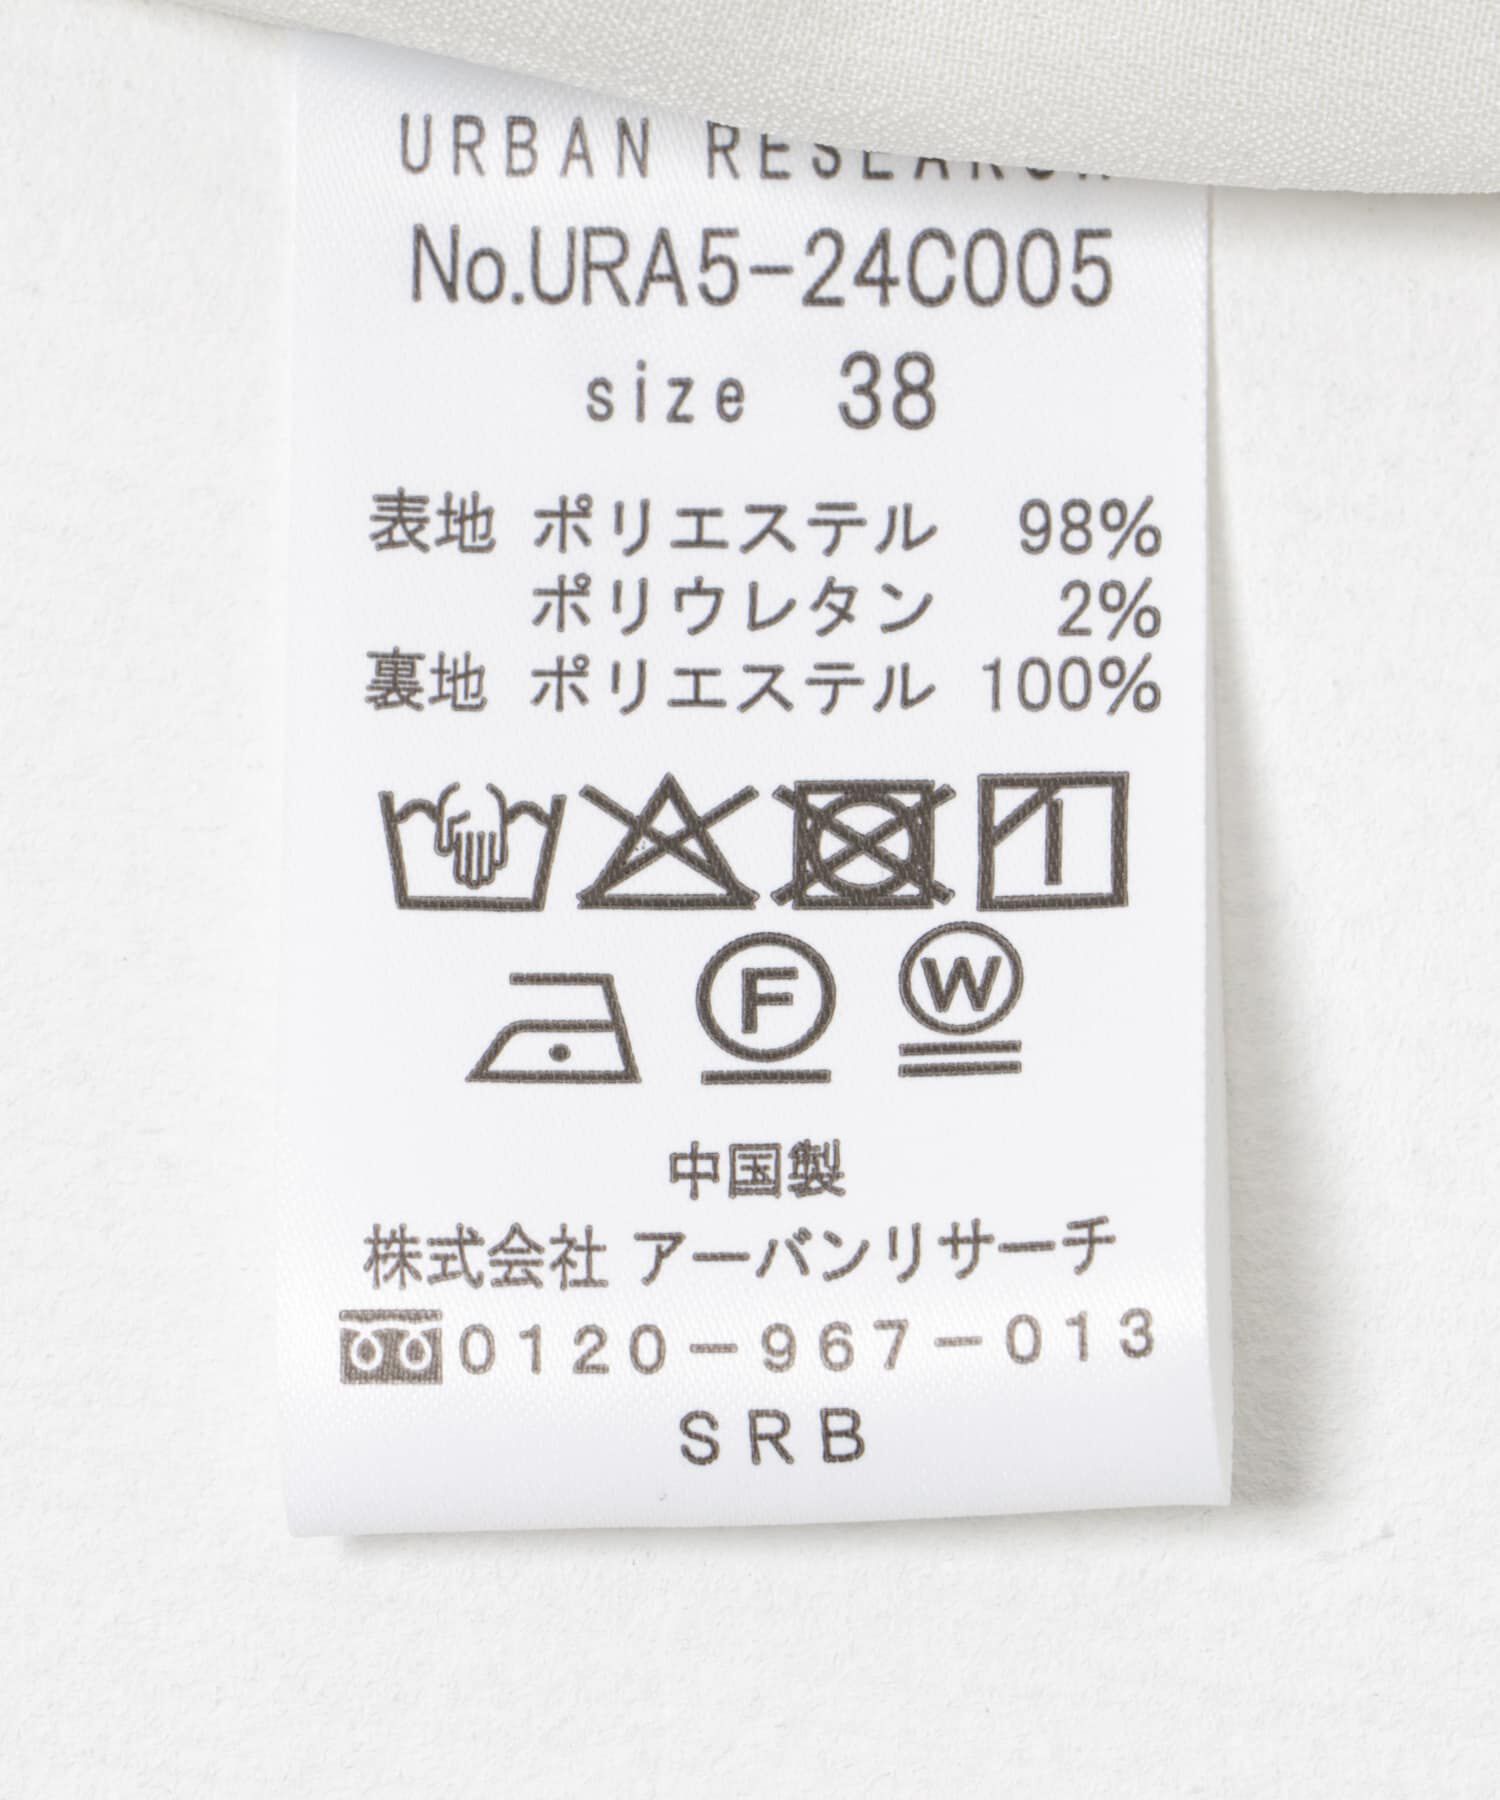 URBAN RESEARCH
No.URA5-24C005
size 38
表地 ポリエステル 98%
ポリウレタン 2%
裏地 ポリエステル 100%
F W
中国製
株式会社 アーバンリサーチ
0120-967-013
SRB